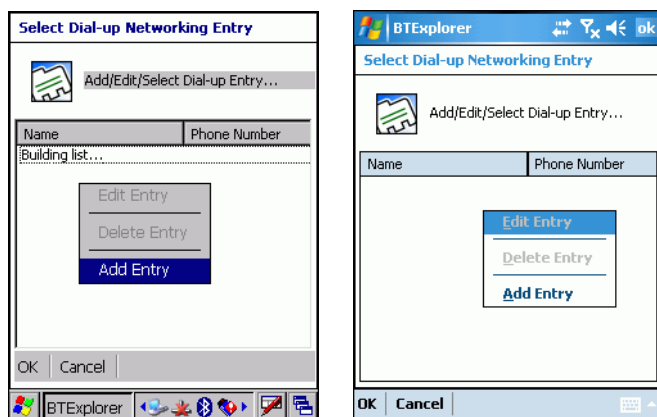 Select Dial-up Networking Entry
Add/Edit/Select Dial-up Entry...
Name Phone Number
Building list...
Edit Entry
Delete Entry
Add Entry
OK Cancel
BTExplorer
BTExplorer ok
Select Dial-up Networking Entry
Add/Edit/Select Dial-up Entry...
Name Phone Number
Edit Entry
Delete Entry
Add Entry
OK Cancel